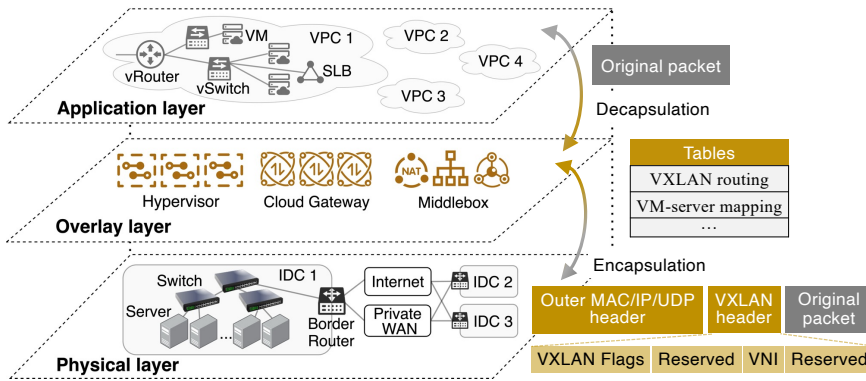 VM
VPC 1
VPC 2
vRouter
VPC 4
SLB
vSwitch
VPC 3
Application layer
Original packet
Decapsulation
NAT
Hypervisor
Cloud Gateway
Middlebox
Overlay layer
Tables
VXLAN routing
VM-server mapping
...
Encapsulation
IDC 1
Switch
Server
...
Border
Router
Internet
Private
WAN
IDC 2
IDC 3
Physical layer
Outer MAC/IP/UDP
header
VXLAN
header
Original
packet
VXLAN Flags
Reserved
VNI
Reserved